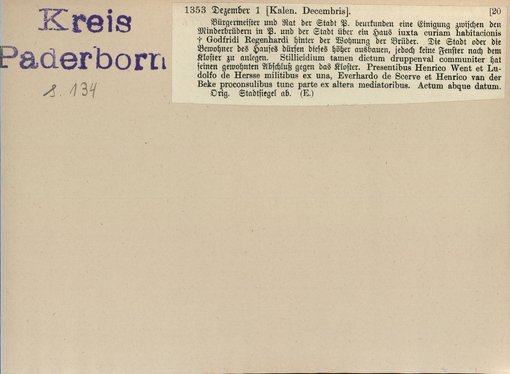 Kreis
Paderborn
S. 134
1353 Dezember 1 [Kalen. Decembris]. [20
Bürgermeister und Rat der Stadt P. beurkunden eine Einigung zwischen den
Minderbrüdern in P. und der Stadt über ein Haus iuxta curiam habitacionis
† Godfridi Regenhardi hinter der Wohnung der Brüder. Die Stadt oder die
Bewohner des Hauses dürfen dieses höher ausbauen, jedoch keine Fenster nach dem
Kloster zu anlegen. Stillicidium tamen dictum druppenval communiter hat
seinen gewohnten Abschluß gegen das Kloster. Presentibus Henrico Went et Lu-
dolfo de Hersse militibus ex una, Everhardo de Scerve et Henrico van der
Beke proconsulibus tunc parte ex altera mediatoribus. Actum abque datum.
Orig. Stadtsiegel ab. (E.)